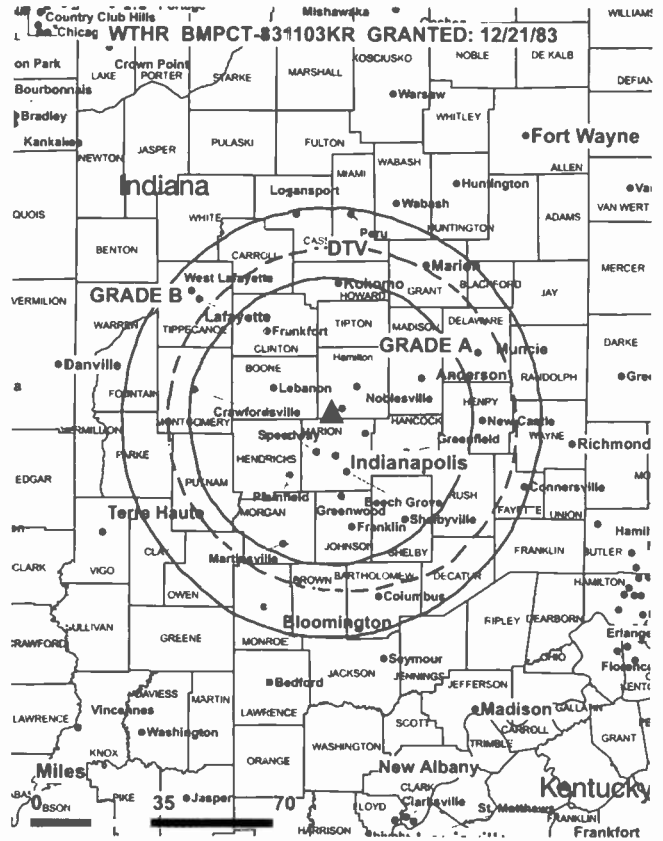 Country Club Hills
Mishawaka
WTHR BMPCT-831103KR GRANTED: 12/21/83
on Park
LAKE
Crown Point
PORTER
STARKE
MARSHALL
KOSCIUSKO
NOBLE
DE KALB
Bourbonnais
Warsaw
Bradley
WHITLEY
Kankakee
NEWTON
JASPER
PULASKI
FULTON
Fort Wayne
WABASH
ALLEN
MIAMI
Indiana
Logansport
Huntington
Wabash
VAN WERT
QUOIS
WHITE
Peru
HUNTINGTON
ADAMS
BENTON
CARROLL
DTV
Marion
MERCER
West Lafayette
Kokomo
GRADE B
HOWARD
GRANT
BLACKFORD
JAY
VERMILION
Lafayette
WARREN
TIPPECANOE
Frankfort
TIPTON
MADISON
DELAWARE
CLINTON
GRADE A
Muncie
DARKE
Hamilton
Danville
BOONE
Anderson
RANDOLPH
FOUNTAIN
Lebanon
Noblesville
HENRY
Crawfordsville
MONTGOMERY
HANCOCK
New Castle
Speedway
MARION
WAYNE
Greenfield
Richmond
PARKE
HENDRICKS
Indianapolis
EDGAR
PUTNAM
Connersville
Plainfield
Beech Grove
RUSH
Terre Haute
MORGAN
Greenwood
Shelbyville
FAYETTE
UNION
Franklin
CLAY
JOHNSON
SHELBY
FRANKLIN
BUTLER
Martinsville
CLARK
VIGO
BROWN
BARTHOLOMEW
DECATUR
HAMILTON
OWEN
Columbus
SULLIVAN
Bloomington
RIPLEY
DEARBORN
GREENE
MONROE
CRAWFORD
OHIO
Seymour
JACKSON
JENNINGS
JEFFERSON
Bedford
DAVIESS
MARTIN
Vincennes
LAWRENCE
LAWRENCE
Madison
SCOTT
CARROLL
GRANT
Washington
WASHINGTON
TRIMBLE
KNOX
ORANGE
Miles
New Albany
Kentucky
CLARK
0
35
70
PIKE
Jasper
Clarksville
St. Matthews
HARRISON
FRANKLIN
Frankfort